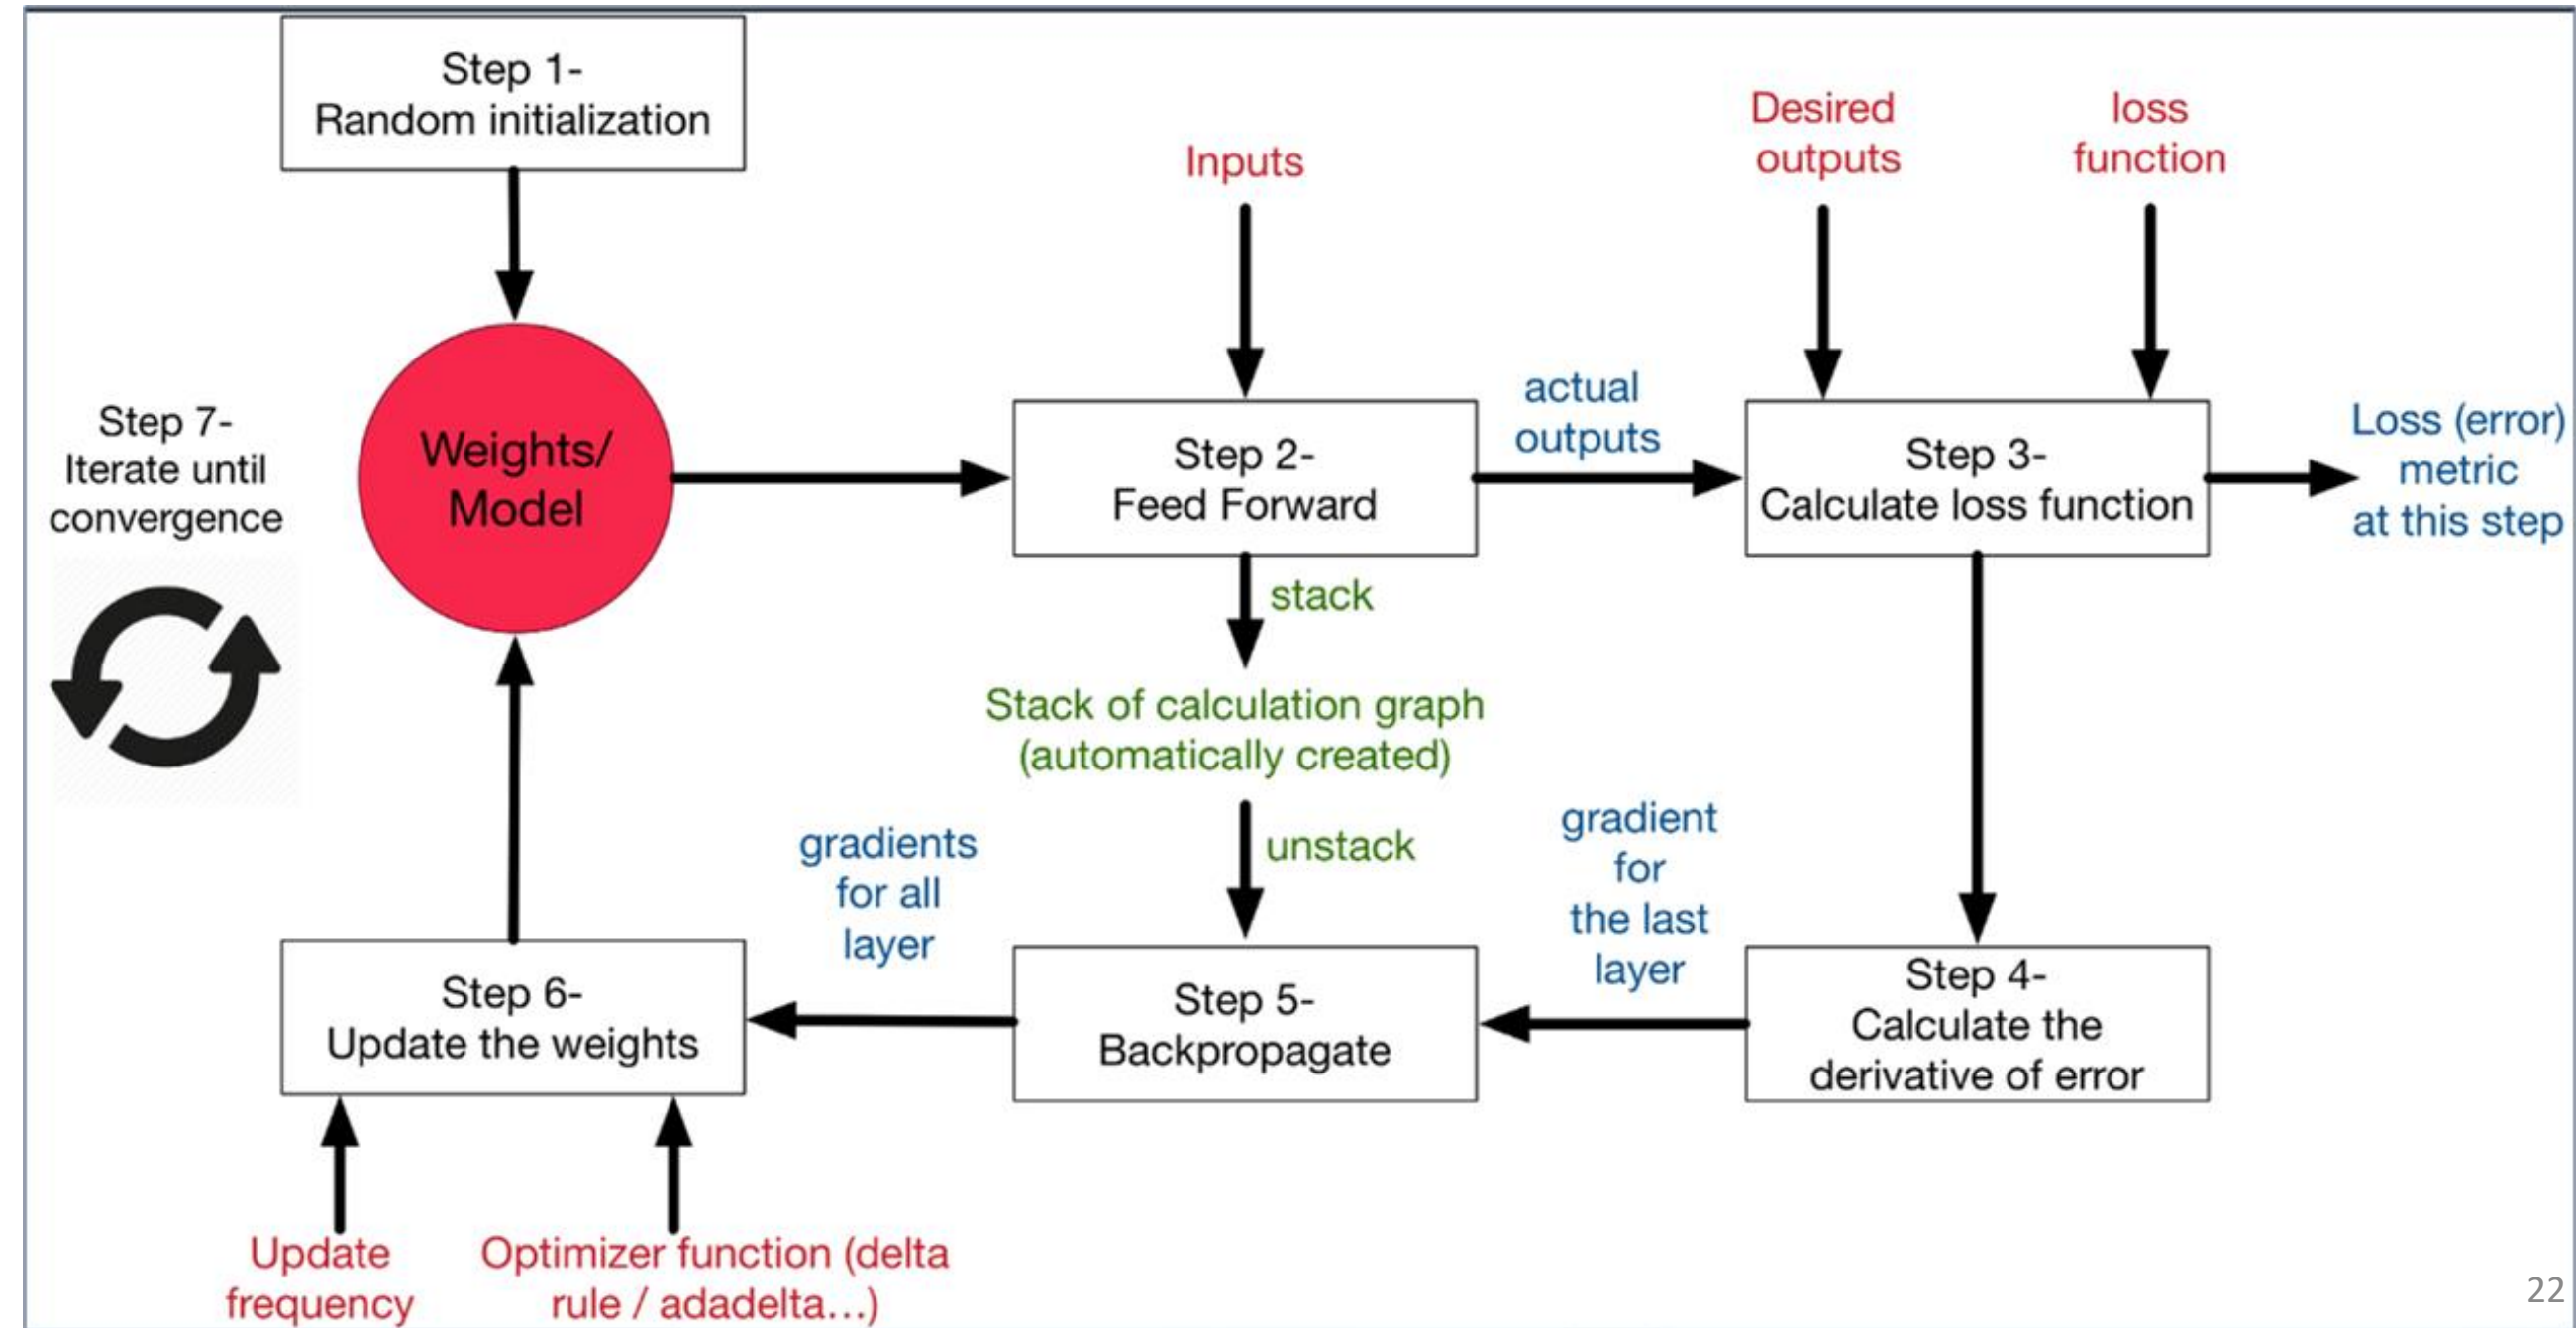 Step 1-
Random initialization
Inputs
Desired
outputs
loss
function
Step 7-
Iterate until
convergence
Weights/
Model
Step 2-
Feed Forward
actual
outputs
Step 3-
Calculate loss function
Loss (error)
metric
at this step
stack
Stack of calculation graph
(automatically created)
unstack
gradients
for all
layer
gradient
for
the last
layer
Step 6-
Update the weights
Step 5-
Backpropagate
Step 4-
Calculate the
derivative of error
Update
frequency
Optimizer function (delta
rule / adadelta...)
22